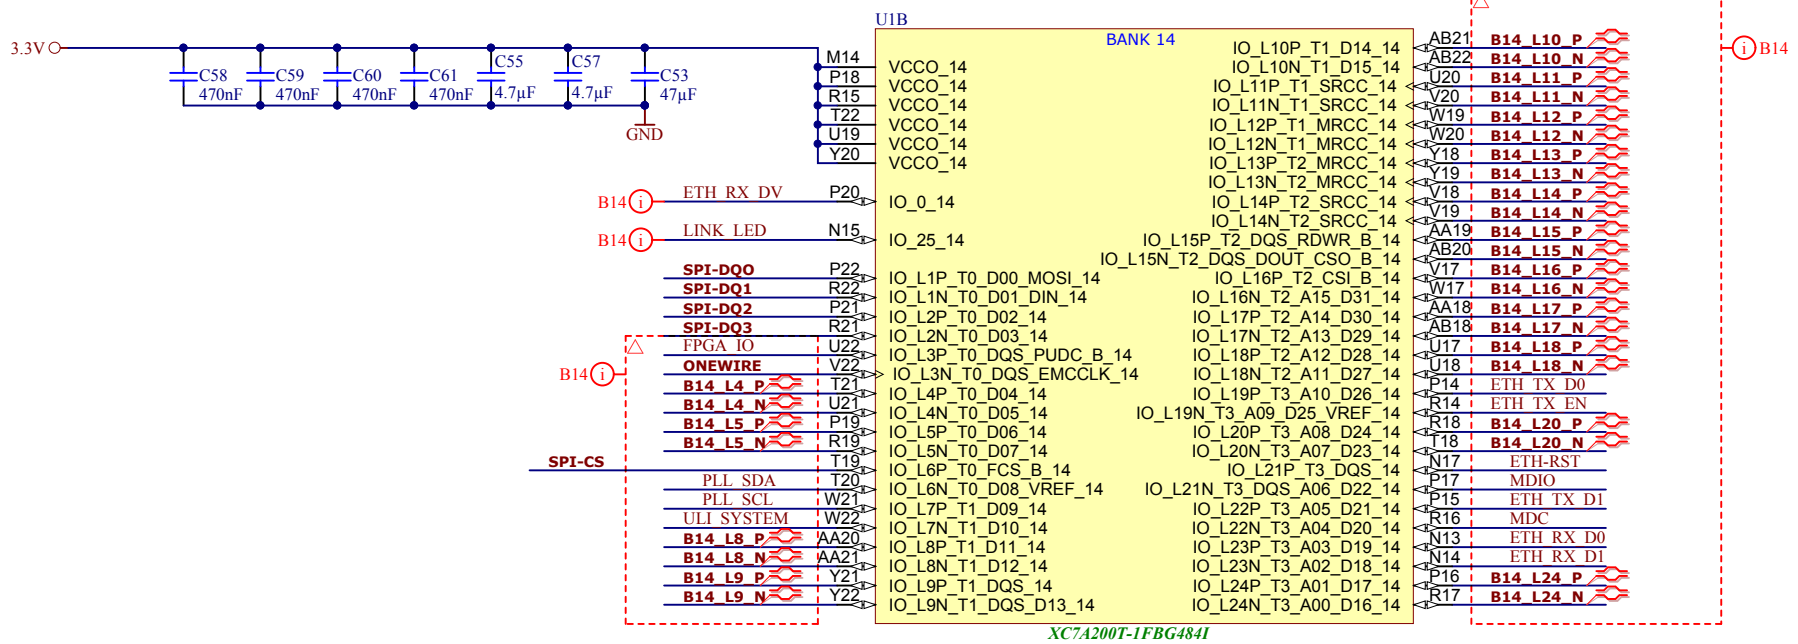 U1B
BANK 14
3.3V
C58 470nF
C59 470nF
C60 470nF
C61 470nF
C55 4.7µF
C57 4.7µF
C53 47µF
GND
M14 VCCO_14
P18 VCCO_14
R15 VCCO_14
T22 VCCO_14
U19 VCCO_14
Y20 VCCO_14
B14 i ETH_RX_DV P20 IO_0_14
B14 i LINK_LED N15 IO_25_14
SPI-DQ0 P22 IO_L1P_T0_D00_MOSI_14
SPI-DQ1 R22 IO_L1N_T0_D01_DIN_14
SPI-DQ2 P21 IO_L2P_T0_D02_14
SPI-DQ3 R21 IO_L2N_T0_D03_14
FPGA_IO U22 IO_L3P_T0_DQS_PUDC_B_14
B14 i
ONEWIRE V22 IO_L3N_T0_DQS_EMCCLK_14
B14_L4_P T21 IO_L4P_T0_D04_14
B14_L4_N U21 IO_L4N_T0_D05_14
B14_L5_P P19 IO_L5P_T0_D06_14
B14_L5_N R19 IO_L5N_T0_D07_14
SPI-CS T19 IO_L6P_T0_FCS_B_14
PLL_SDA T20 IO_L6N_T0_D08_VREF_14
PLL_SCL W21 IO_L7P_T1_D09_14
ULI_SYSTEM W22 IO_L7N_T1_D10_14
B14_L8_P AA20 IO_L8P_T1_D11_14
B14_L8_N AA21 IO_L8N_T1_D12_14
B14_L9_P Y21 IO_L9P_T1_DQS_14
B14_L9_N Y22 IO_L9N_T1_DQS_D13_14
IO_L10P_T1_D14_14 AB21 B14_L10_P
i B14
IO_L10N_T1_D15_14 AB22 B14_L10_N
IO_L11P_T1_SRCC_14 U20 B14_L11_P
IO_L11N_T1_SRCC_14 V20 B14_L11_N
IO_L12P_T1_MRCC_14 W19 B14_L12_P
IO_L12N_T1_MRCC_14 W20 B14_L12_N
IO_L13P_T2_MRCC_14 Y18 B14_L13_P
IO_L13N_T2_MRCC_14 Y19 B14_L13_N
IO_L14P_T2_SRCC_14 V18 B14_L14_P
IO_L14N_T2_SRCC_14 V19 B14_L14_N
IO_L15P_T2_DQS_RDWR_B_14 AA19 B14_L15_P
IO_L15N_T2_DQS_DOUT_CSO_B_14 AB20 B14_L15_N
IO_L16P_T2_CSI_B_14 V17 B14_L16_P
IO_L16N_T2_A15_D31_14 W17 B14_L16_N
IO_L17P_T2_A14_D30_14 AA18 B14_L17_P
IO_L17N_T2_A13_D29_14 AB18 B14_L17_N
IO_L18P_T2_A12_D28_14 U17 B14_L18_P
IO_L18N_T2_A11_D27_14 U18 B14_L18_N
IO_L19P_T3_A10_D26_14 P14 ETH_TX_D0
IO_L19N_T3_A09_D25_VREF_14 R14 ETH_TX_EN
IO_L20P_T3_A08_D24_14 R18 B14_L20_P
IO_L20N_T3_A07_D23_14 T18 B14_L20_N
IO_L21P_T3_DQS_14 N17 ETH-RST
IO_L21N_T3_DQS_A06_D22_14 P17 MDIO
IO_L22P_T3_A05_D21_14 P15 ETH_TX_D1
IO_L22N_T3_A04_D20_14 R16 MDC
IO_L23P_T3_A03_D19_14 N13 ETH_RX_D0
IO_L23N_T3_A02_D18_14 N14 ETH_RX_D1
IO_L24P_T3_A01_D17_14 P16 B14_L24_P
IO_L24N_T3_A00_D16_14 R17 B14_L24_N
XC7A200T-1FBG484I